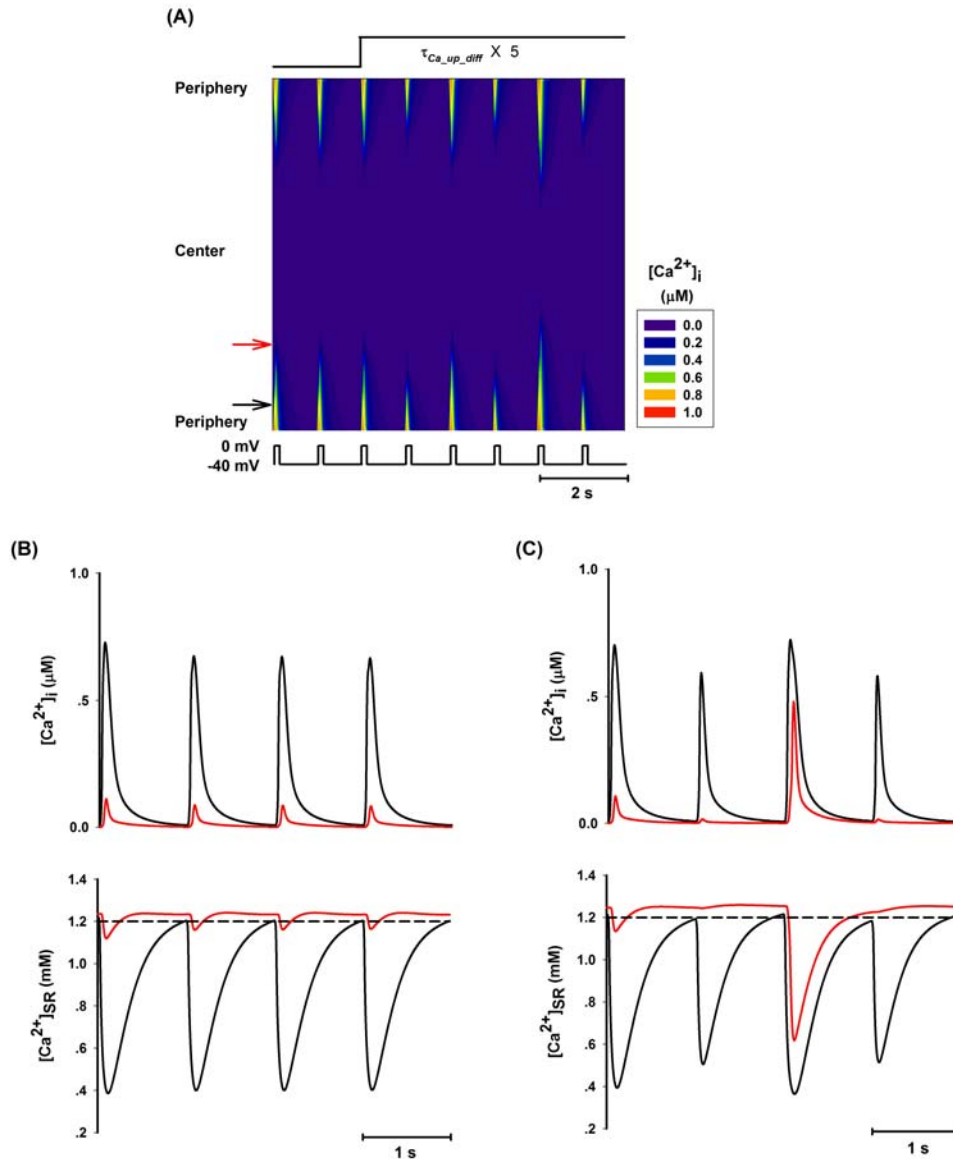 (A)
τCa_up_diff X 5
Periphery
Center
Periphery
[Ca2+]i
(μM)
0.0
0.2
0.4
0.6
0.8
1.0
0 mV
-40 mV
2 s
(B)
1.0
.5
0.0
[Ca2+]i (μM)
1.4
1.2
1.0
.8
.6
.4
.2
[Ca2+]SR (mM)
1 s
(C)
1.0
.5
0.0
[Ca2+]i (μM)
1.4
1.2
1.0
.8
.6
.4
.2
[Ca2+]SR (mM)
1 s